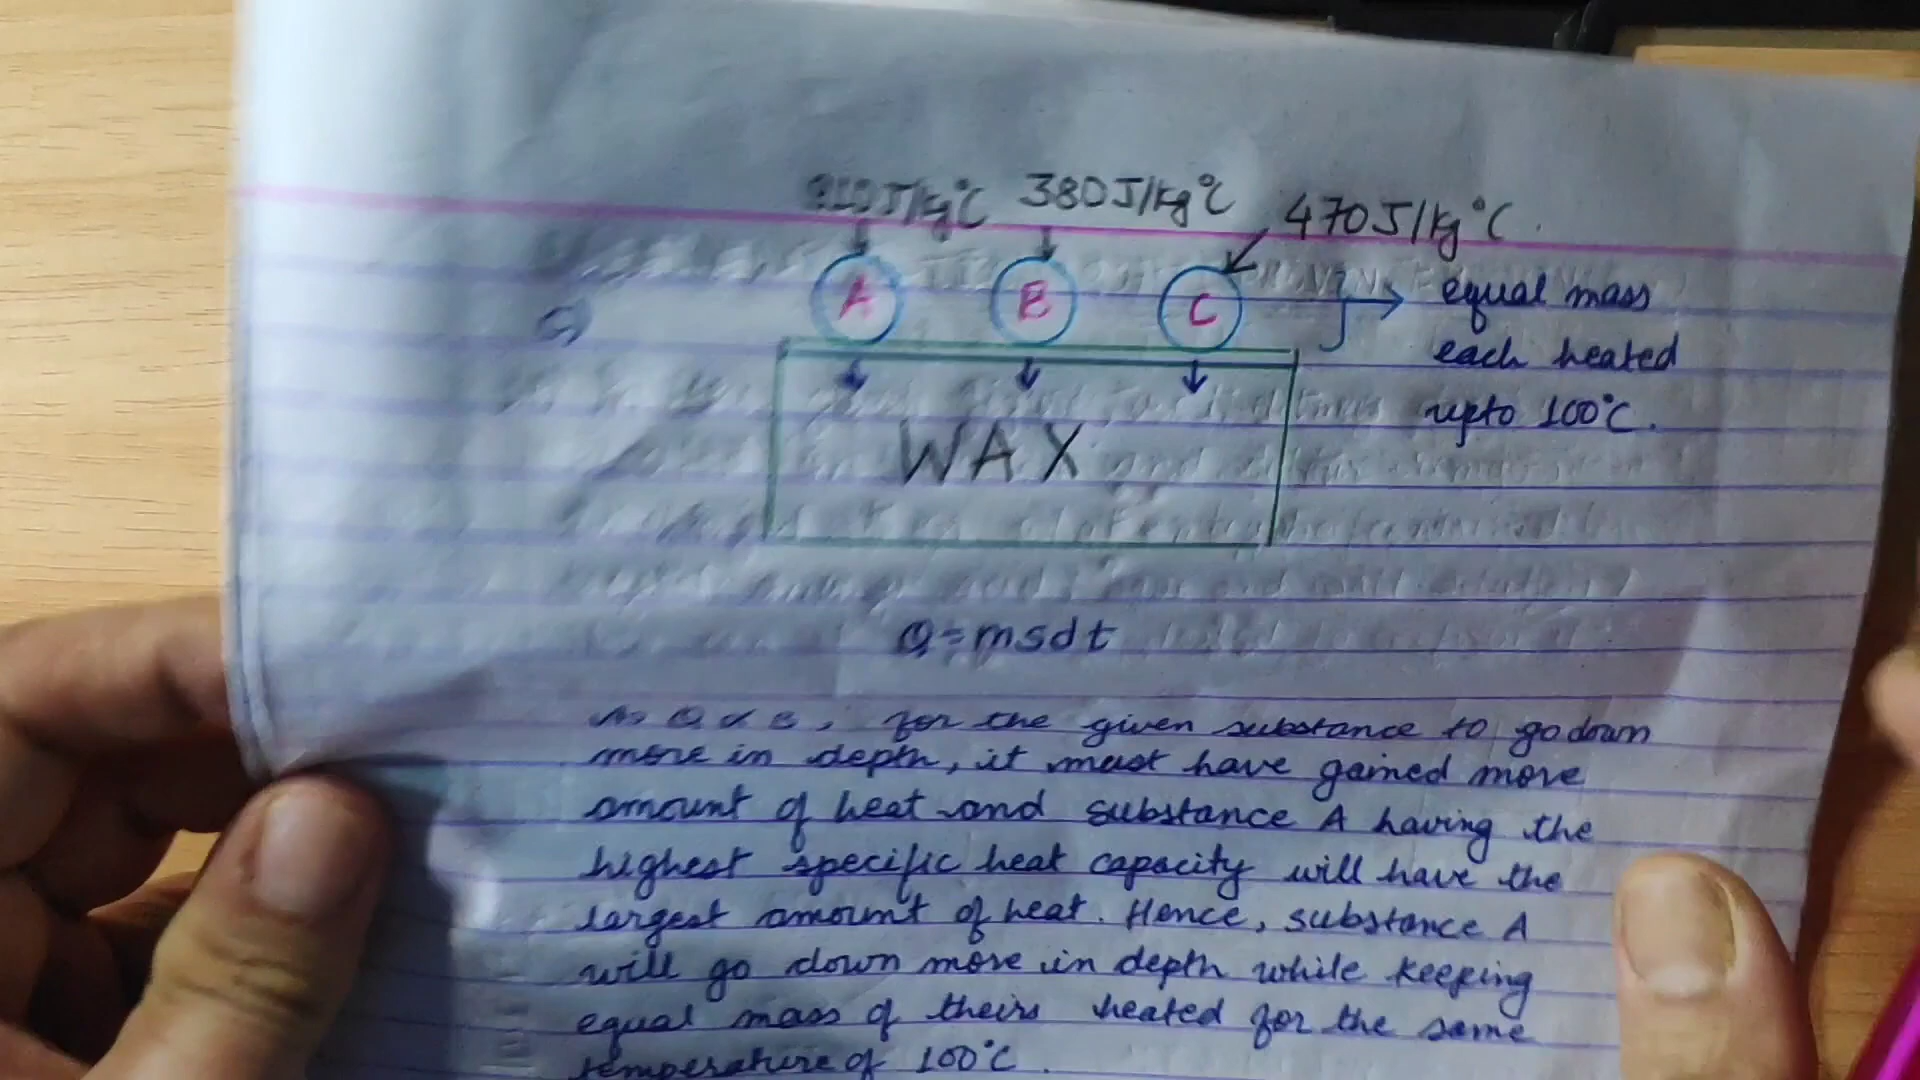 J/kg°C 380J/kg°C 470J/kg°C.
A B C
equal mass
c)
each heated
upto 100°C.
WAX
Q=msdt
As Q ∝ s, for the given substance to go down
more in depth, it must have gained more
amount of heat and substance A having the
highest specific heat capacity will have the
largest amount of heat. Hence, substance A
will go down more in depth while keeping
equal mass of theirs heated for the same
temperature of 100°C.